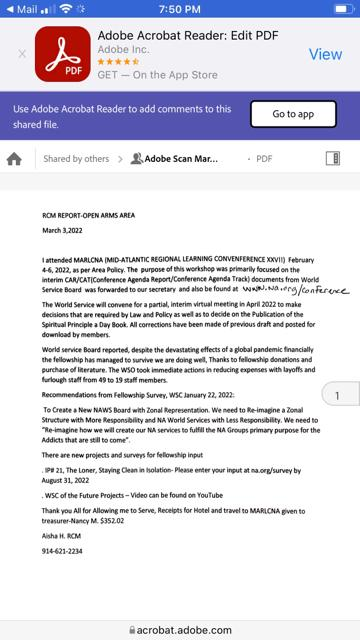 Mail 7:50 PM
Adobe Acrobat Reader: Edit PDF
Adobe Inc.
GET — On the App Store
View
PDF
Use Adobe Acrobat Reader to add comments to this
shared file.
Go to app
Shared by others > Adobe Scan Mar... • PDF
RCM REPORT-OPEN ARMS AREA
March 3,2022
I attended MARLCNA (MID-ATLANTIC REGIONAL LEARNING CONVENFERENCE XXVII) February
4-6, 2022, as per Area Policy. The purpose of this workshop was primarily focused on the
interim CAR/CAT(Conference Agenda Report/Conference Agenda Track) documents from World
Service Board was forwarded to our secretary and also be found at www.na.org/conference
The World Service will convene for a partial, interim virtual meeting in April 2022 to make
decisions that are required by Law and Policy as well as to decide on the Publication of the
Spiritual Principle a Day Book. All corrections have been made of previous draft and posted for
download by members.
World service Board reported, despite the devastating effects of a global pandemic financially
the fellowship has managed to survive we are doing well, Thanks to fellowship donations and
purchase of literature. The WSO took immediate actions in reducing expenses with layoffs and
furlough staff from 49 to 19 staff members.
Recommendations from Fellowship Survey, WSC January 22, 2022:
To Create a New NAWS Board with Zonal Representation. We need to Re-imagine a Zonal
Structure with More Responsibility and NA World Services with Less Responsibility. We need to
"Re-imagine how we will create our NA services to fulfill the NA Groups primary purpose for the
Addicts that are still to come".
There are new projects and surveys for fellowship input
. IP# 21, The Loner, Staying Clean in Isolation- Please enter your input at na.org/survey by
August 31, 2022
. WSC of the Future Projects – Video can be found on YouTube
Thank you All for Allowing me to Serve, Receipts for Hotel and travel to MARLCNA given to
treasurer-Nancy M. $352.02
Aisha H. RCM
914-621-2234
1
acrobat.adobe.com